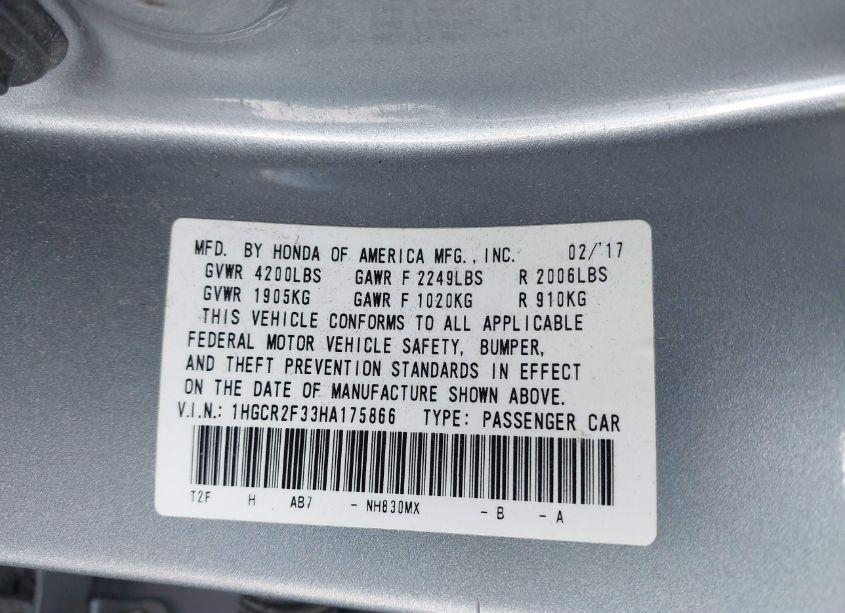 MFD. BY HONDA OF AMERICA MFG., INC. 02/'17
GVWR 4200LBS GAWR F 2249LBS R 2006LBS
GVWR 1905KG GAWR F 1020KG R 910KG
THIS VEHICLE CONFORMS TO ALL APPLICABLE
FEDERAL MOTOR VEHICLE SAFETY, BUMPER,
AND THEFT PREVENTION STANDARDS IN EFFECT
ON THE DATE OF MANUFACTURE SHOWN ABOVE.
V.I.N.: 1HGCR2F33HA175866 TYPE: PASSENGER CAR
T2F H AB7 - NH830MX - B - A